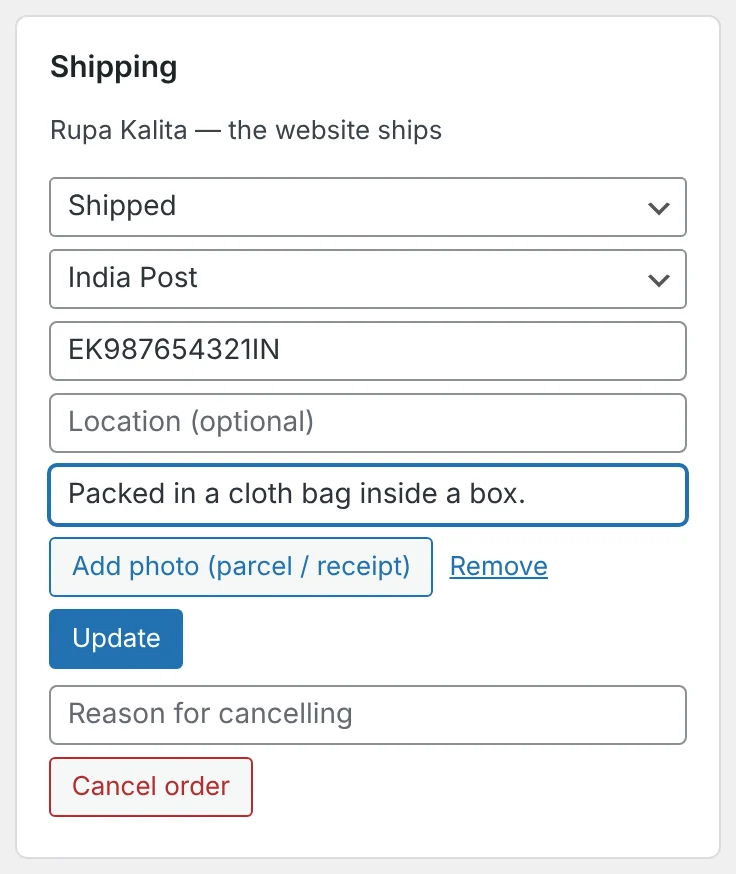 Shipping
Rupa Kalita — the website ships
Shipped
India Post
EK987654321IN
Location (optional)
Packed in a cloth bag inside a box.
Add photo (parcel / receipt) Remove
Update
Reason for cancelling
Cancel order